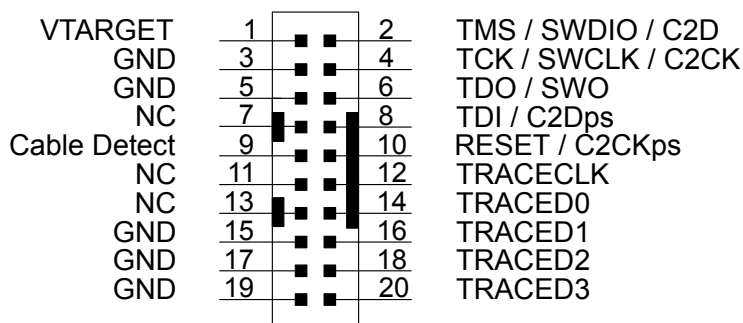 VTARGET 1 2 TMS / SWDIO / C2D
GND 3 4 TCK / SWCLK / C2CK
GND 5 6 TDO / SWO
NC 7 8 TDI / C2Dps
Cable Detect 9 10 RESET / C2CKps
NC 11 12 TRACECLK
NC 13 14 TRACED0
GND 15 16 TRACED1
GND 17 18 TRACED2
GND 19 20 TRACED3